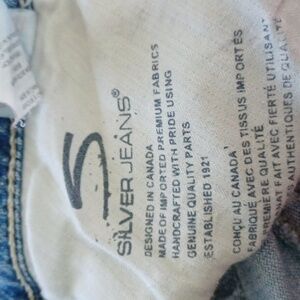 S
SILVER JEANS®
DESIGNED IN CANADA
MADE OF IMPORTED PREMIUM FABRICS
HANDCRAFTED WITH PRIDE USING
GENUINE QUALITY PARTS
ESTABLISHED 1921
CONÇU AU CANADA
FABRIQUÉ AVEC DES TISSUS IMPORTÉS
PREMIERE QUALITÉ
FAIT AVEC FIERTÉ UTILISANT
AUTHENTIQUES DE QUALITÉ